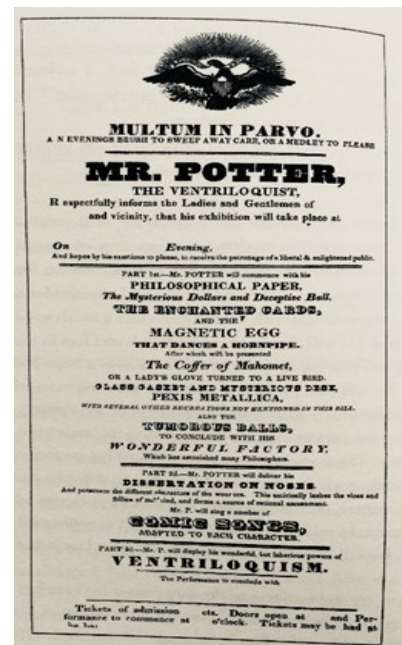 MULTUM IN PARVO.
A N EVENINGS BRUSH TO SWEEP AWAY CARE, OR A MEDLEY TO PLEASE
MR. POTTER,
THE VENTRILOQUIST,
R espectfully informs the Ladies and Gentlemen of
and vicinity, that his exhibition will take place at
On Evening.
And hopes by his exertions to please, to receive the patronage of a liberal & enlightened public.
PART 1st.—Mr. POTTER will commence with his
PHILOSOPHICAL PAPER,
The Mysterious Dollars and Deceptive Ball.
THE ENCHANTED CARDS,
AND THE
MAGNETIC EGG
THAT DANCES A HORNPIPE.
After which will be presented
The Coffer of Mahomet,
OR A LADY'S GLOVE TURNED TO A LIVE BIRD.
GLASS CASKET AND MYSTERIOUS DESK,
PEXIS METALLICA,
WITH SEVERAL OTHER RECREATIONS NOT MENTIONED IN THIS BILL.
ALSO THE
TUMOROUS BALLS,
TO CONCLUDE WITH HIS
WONDERFUL FACTORY.
Which has astonished many Philosophers.
PART 2d.—Mr. POTTER will deliver his
DISSERTATION ON NOSES.
And personate the different characters of the wearers. This satirically lashes the vices and
follies of and forms a source of rational amusement.
Mr. P. will sing a number of
COMIC SONGS,
ADAPTED TO EACH CHARACTER.
PART 3d.—Mr. P. will display his wonderful, but laborious powers of
VENTRILOQUISM.
The Performance to conclude with
Tickets of admission cts. Doors open at and Per-
formance to commence at o'clock. Tickets may be had at